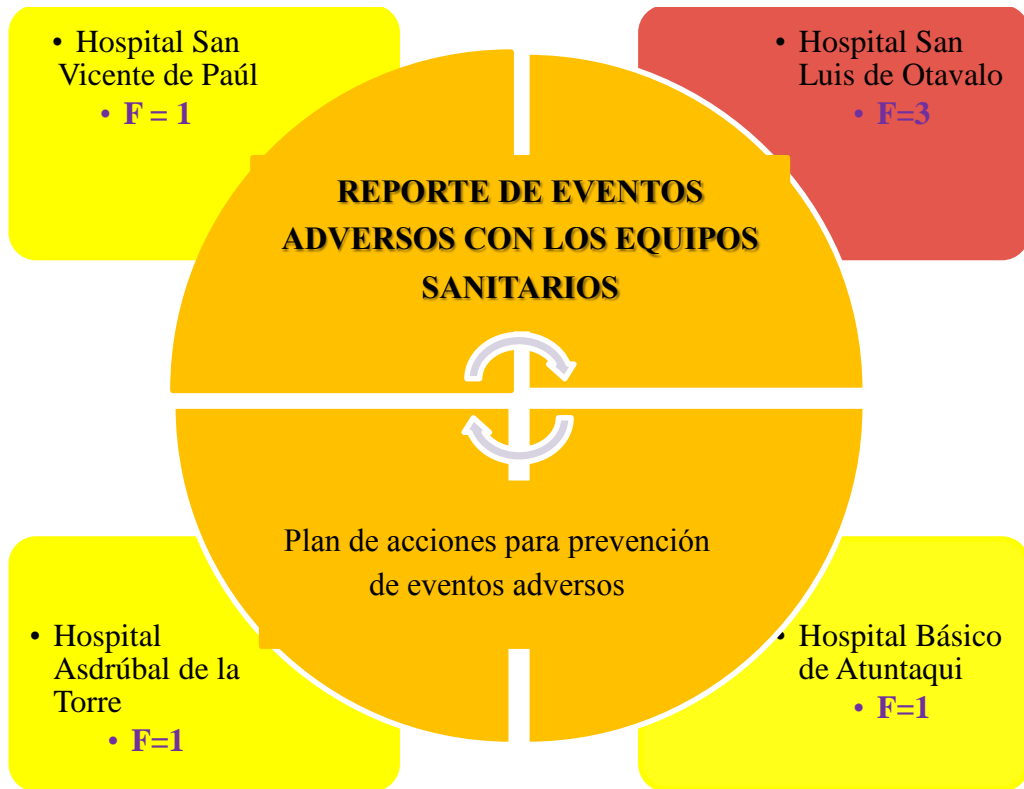 • Hospital San
Vicente de Paúl
• F = 1
• Hospital San
Luis de Otavalo
• F=3
REPORTE DE EVENTOS
ADVERSOS CON LOS EQUIPOS
SANITARIOS
Plan de acciones para prevención
de eventos adversos
• Hospital
Asdrúbal de la
Torre
• F=1
• Hospital Básico
de Atuntaqui
• F=1